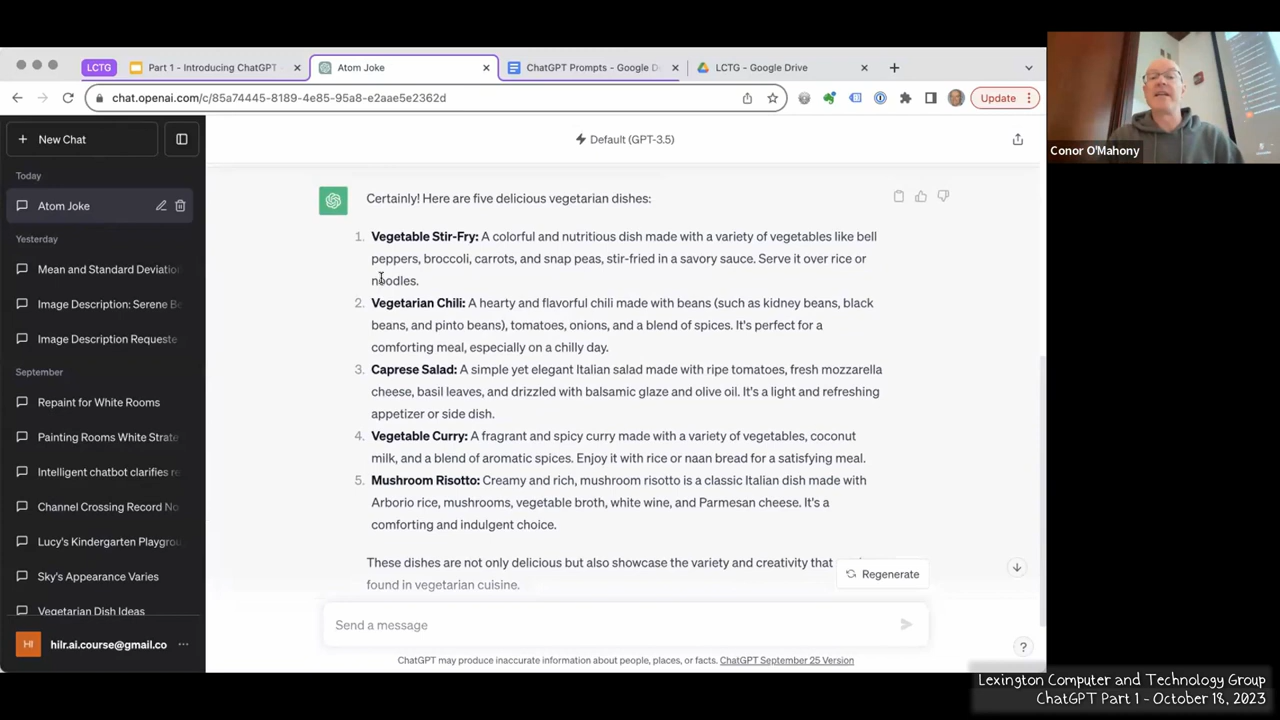 LCTG
Part 1 - Introducing ChatGPT
Atom Joke
ChatGPT Prompts - Google D
LCTG – Google Drive
chat.openai.com/c/85a74445-8189-4e85-95a8-e2aae5e2362d
Update
Conor O'Mahony
New Chat
Today
Atom Joke
Yesterday
Mean and Standard Deviatio
Image Description: Serene B
Image Description Requeste
September
Repaint for White Rooms
Painting Rooms White Strate
Intelligent chatbot clarifies r
Channel Crossing Record No
Lucy's Kindergarten Playgrou
Sky's Appearance Varies
Vegetarian Dish Ideas
HI
hilr.ai.course@gmail.co
Default (GPT-3.5)
Certainly! Here are five delicious vegetarian dishes:
1. Vegetable Stir-Fry: A colorful and nutritious dish made with a variety of vegetables like bell
peppers, broccoli, carrots, and snap peas, stir-fried in a savory sauce. Serve it over rice or
noodles.
2. Vegetarian Chili: A hearty and flavorful chili made with beans (such as kidney beans, black
beans, and pinto beans), tomatoes, onions, and a blend of spices. It's perfect for a
comforting meal, especially on a chilly day.
3. Caprese Salad: A simple yet elegant Italian salad made with ripe tomatoes, fresh mozzarella
cheese, basil leaves, and drizzled with balsamic glaze and olive oil. It's a light and refreshing
appetizer or side dish.
4. Vegetable Curry: A fragrant and spicy curry made with a variety of vegetables, coconut
milk, and a blend of aromatic spices. Enjoy it with rice or naan bread for a satisfying meal.
5. Mushroom Risotto: Creamy and rich, mushroom risotto is a classic Italian dish made with
Arborio rice, mushrooms, vegetable broth, white wine, and Parmesan cheese. It's a
comforting and indulgent choice.
These dishes are not only delicious but also showcase the variety and creativity that
found in vegetarian cuisine.
Regenerate
Send a message
ChatGPT may produce inaccurate information about people, places, or facts. ChatGPT September 25 Version
?
Lexington Computer and Technology Group
ChatGPT Part 1 - October 18, 2023